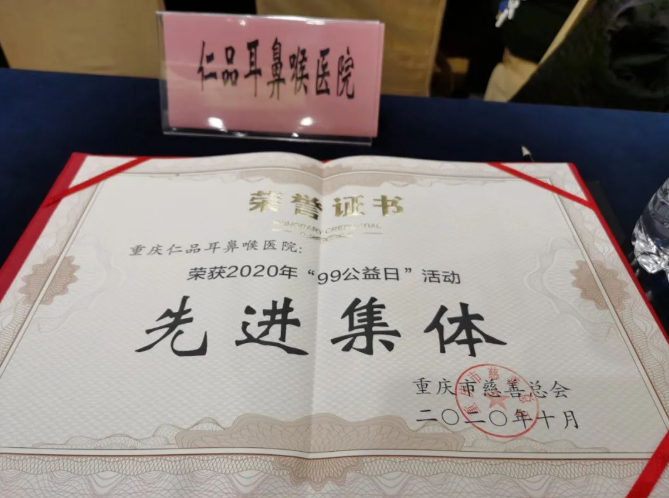 仁品耳鼻喉医院
荣誉证书
重庆仁品耳鼻喉医院:
荣获2020年“99公益日”活动
先进集体
重庆市慈善总会
二〇二〇年十月